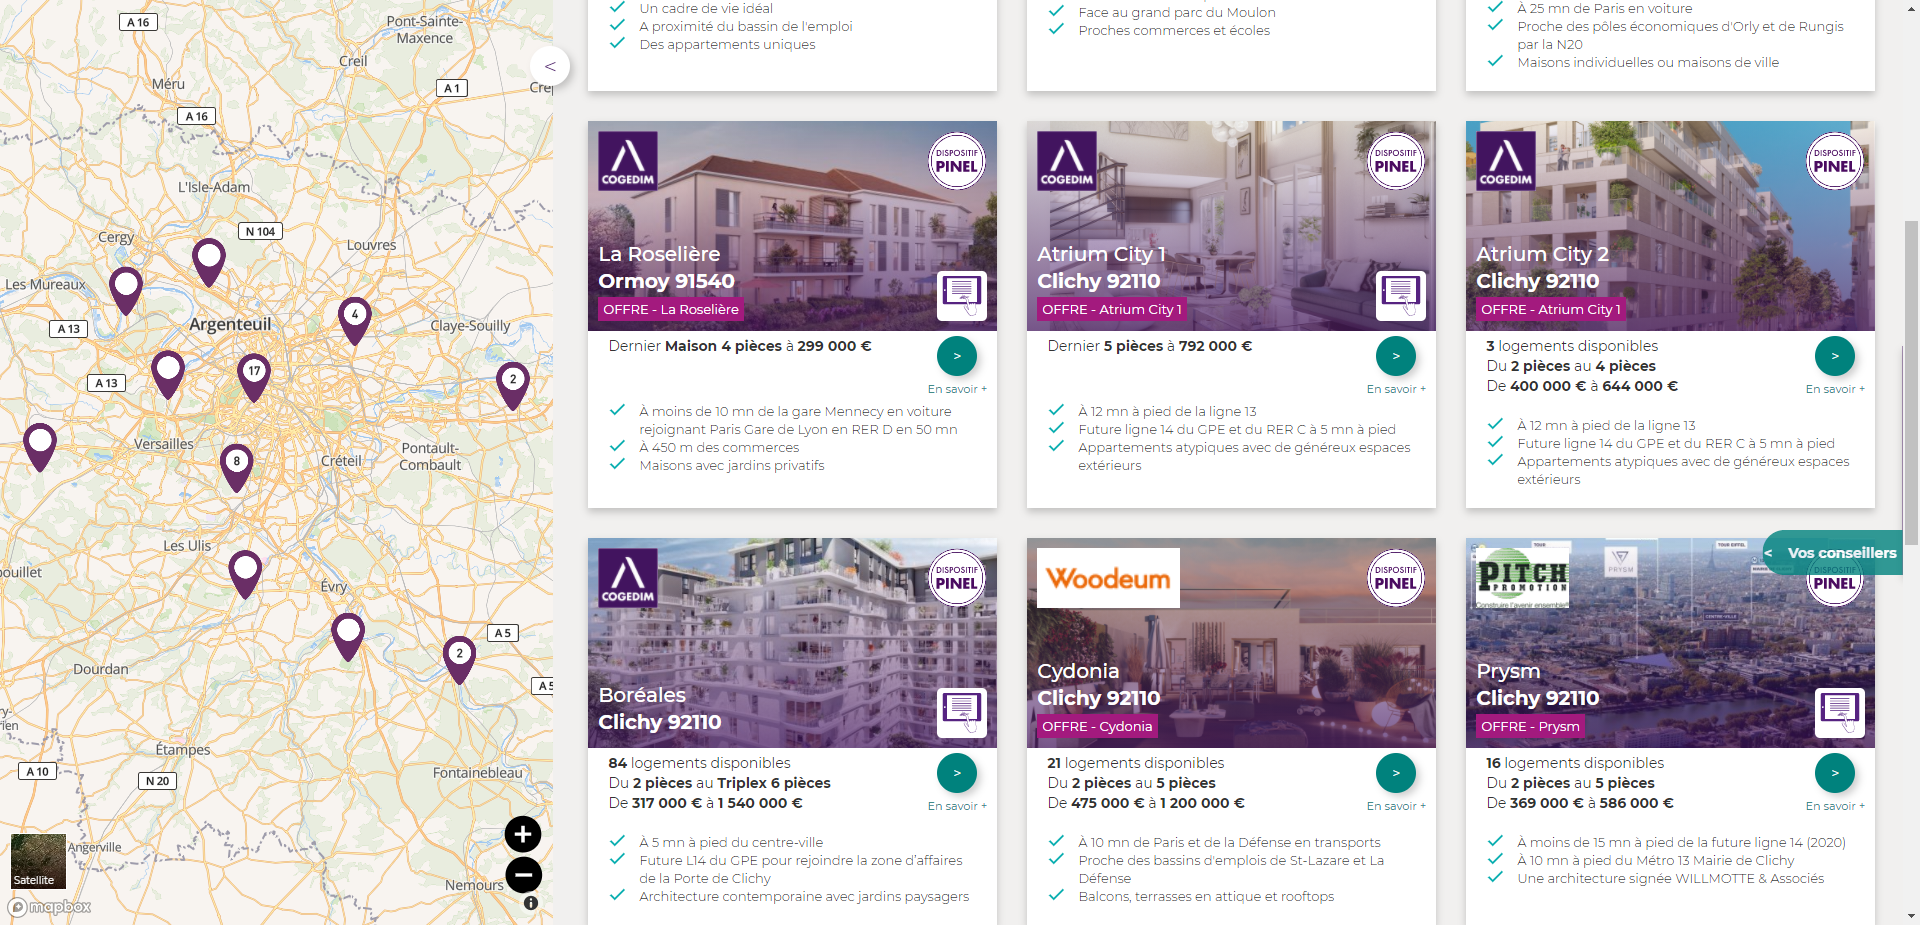 A 16
Pont-Sainte-
Maxence
Creil
A 1
Méru
A 16
L'Isle-Adam
N 104
Cergy
Louvres
Les Mureaux
4
Argenteuil
Claye-Souilly
A 13
17
A 13
2
Versailles
Pontault-
Combault
8
Créteil
Les Ulis
Évry
A 5
2
Dourdan
A 5
Étampes
A 10
N 20
Fontainebleau
Angerville
Nemours
Satellite
mapbox
+
−
<
Un cadre de vie idéal
A proximité du bassin de l'emploi
Des appartements uniques
Face au grand parc du Moulon
Proches commerces et écoles
À 25 mn de Paris en voiture
Proche des pôles économiques d'Orly et de Rungis
par la N20
Maisons individuelles ou maisons de ville
COGEDIM
DISPOSITIF
PINEL
La Roselière
Ormoy 91540
OFFRE - La Roselière
Dernier Maison 4 pièces à 299 000 €
>
En savoir +
À moins de 10 mn de la gare Mennecy en voiture
rejoignant Paris Gare de Lyon en RER D en 50 mn
À 450 m des commerces
Maisons avec jardins privatifs
COGEDIM
DISPOSITIF
PINEL
Atrium City 1
Clichy 92110
OFFRE - Atrium City 1
Dernier 5 pièces à 792 000 €
>
En savoir +
À 12 mn à pied de la ligne 13
Future ligne 14 du GPE et du RER C à 5 mn à pied
Appartements atypiques avec de généreux espaces
extérieurs
COGEDIM
DISPOSITIF
PINEL
Atrium City 2
Clichy 92110
OFFRE - Atrium City 1
3 logements disponibles
Du 2 pièces au 4 pièces
De 400 000 € à 644 000 €
>
En savoir +
À 12 mn à pied de la ligne 13
Future ligne 14 du GPE et du RER C à 5 mn à pied
Appartements atypiques avec de généreux espaces
extérieurs
< Vos conseillers
COGEDIM
DISPOSITIF
PINEL
Boréales
Clichy 92110
84 logements disponibles
Du 2 pièces au Triplex 6 pièces
De 317 000 € à 1 540 000 €
>
En savoir +
À 5 mn à pied du centre-ville
Future L14 du GPE pour rejoindre la zone d'affaires
de la Porte de Clichy
Architecture contemporaine avec jardins paysagers
Woodeum
DISPOSITIF
PINEL
Cydonia
Clichy 92110
OFFRE - Cydonia
21 logements disponibles
Du 2 pièces au 5 pièces
De 475 000 € à 1 200 000 €
>
En savoir +
À 10 mn de Paris et de la Défense en transports
Proche des bassins d'emplois de St-Lazare et La
Défense
Balcons, terrasses en attique et rooftops
PITCH
PROMOTION
Construire l'avenir ensemble
PRYSM
TOUR EIFFEL
CENTRE-VILLE
DISPOSITIF
PINEL
Prysm
Clichy 92110
OFFRE - Prysm
16 logements disponibles
Du 2 pièces au 5 pièces
De 369 000 € à 586 000 €
>
En savoir +
À moins de 15 mn à pied de la future ligne 14 (2020)
À 10 mn à pied du Métro 13 Mairie de Clichy
Une architecture signée WILLMOTTE & Associés